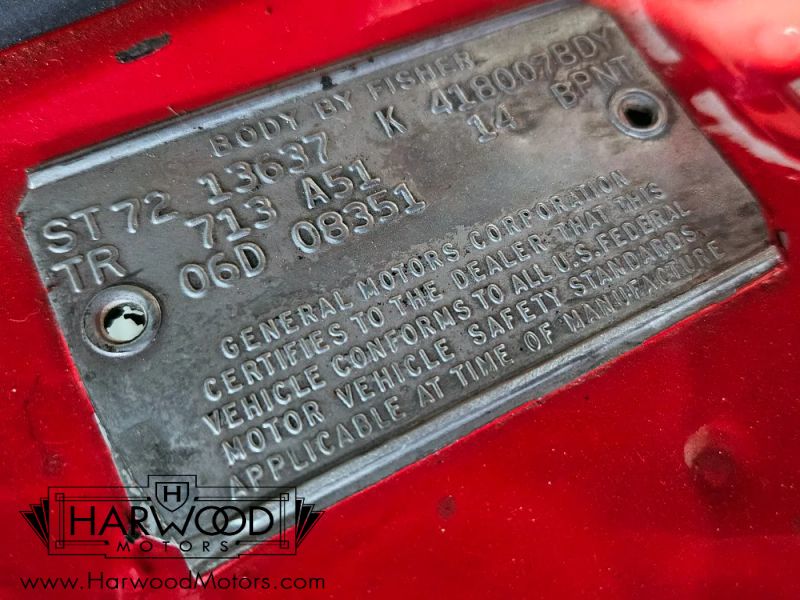 BODY BY FISHER
ST 72 13637 K 418007BDY
TR 713 A51 14 BPNT
06D 08351
GENERAL MOTORS CORPORATION
CERTIFIES TO THE DEALER THAT THIS
VEHICLE CONFORMS TO ALL U.S. FEDERAL
MOTOR VEHICLE SAFETY STANDARDS.
APPLICABLE AT TIME OF MANUFACTURE
H
HARWOOD
MOTORS
www.HarwoodMotors.com